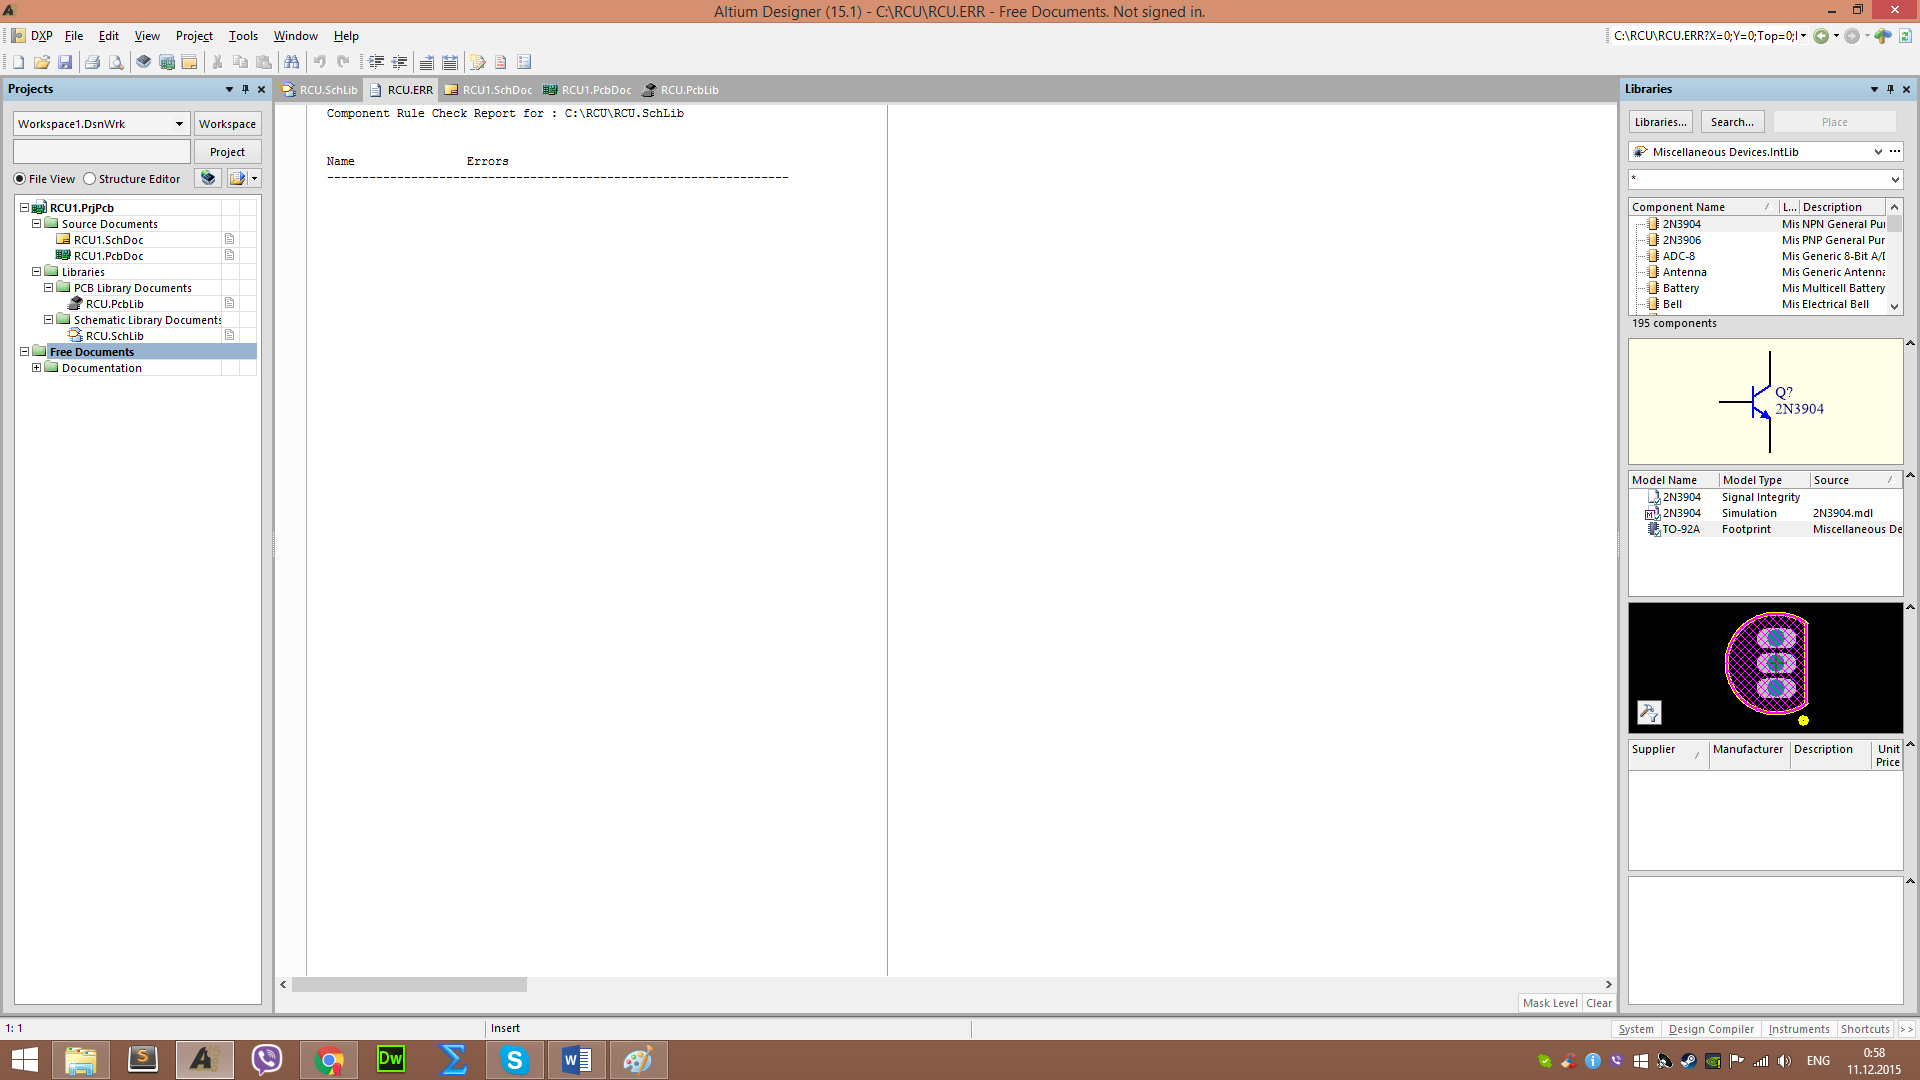 Altium Designer (15.1) - C:\RCU\RCU.ERR - Free Documents. Not signed in.
DXP File Edit View Project Tools Window Help
C:\RCU\RCU.ERR?X=0;Y=0;Top=0;
Projects
Workspace1.DsnWrk Workspace
Project
File View Structure Editor
RCU1.PrjPcb
Source Documents
RCU1.SchDoc
RCU1.PcbDoc
Libraries
PCB Library Documents
RCU.PcbLib
Schematic Library Documents
RCU.SchLib
Free Documents
Documentation
RCU.SchLib RCU.ERR RCU1.SchDoc RCU1.PcbDoc RCU.PcbLib
Component Rule Check Report for : C:\RCU\RCU.SchLib
Name Errors
------------------------------------------------------------------
Mask Level Clear
Libraries
Libraries... Search... Place
Miscellaneous Devices.IntLib ...
*
Component Name L... Description
2N3904 Mis NPN General Pur
2N3906 Mis PNP General Pur
ADC-8 Mis Generic 8-Bit A/D
Antenna Mis Generic Antenna
Battery Mis Multicell Battery
Bell Mis Electrical Bell
195 components
Q?
2N3904
Model Name Model Type Source
2N3904 Signal Integrity
2N3904 Simulation 2N3904.mdl
TO-92A Footprint Miscellaneous De
Supplier Manufacturer Description Unit Price
1: 1 Insert
System Design Compiler Instruments Shortcuts >>
Dw
ENG
0:58
11.12.2015